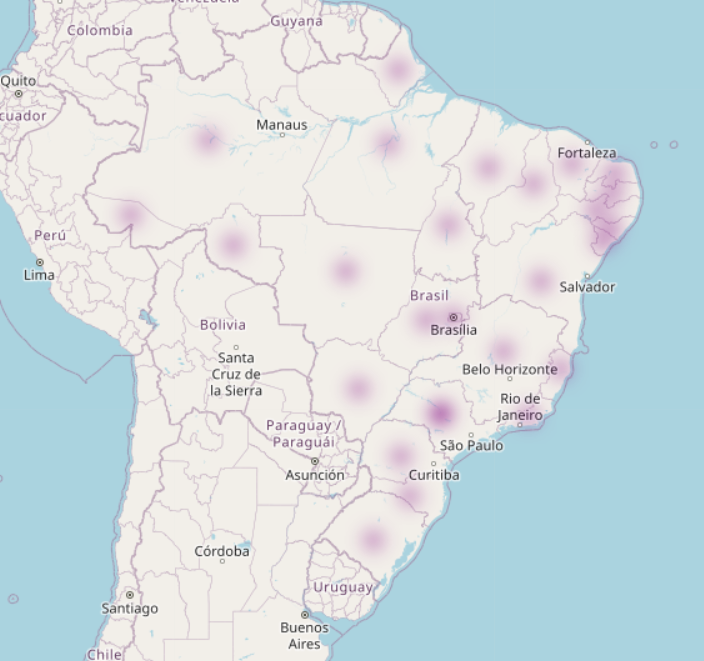 Venezuela
Colombia
Guyana
Quito
cuador
Manaus
Fortaleza
Perú
Lima
Brasil
Salvador
Bolivia
Brasília
Santa
Cruz de
la Sierra
Belo Horizonte
Rio de
Janeiro
Paraguay /
Paraguái
São Paulo
Asunción
Curitiba
Córdoba
Uruguay
Santiago
Buenos
Aires
Chile